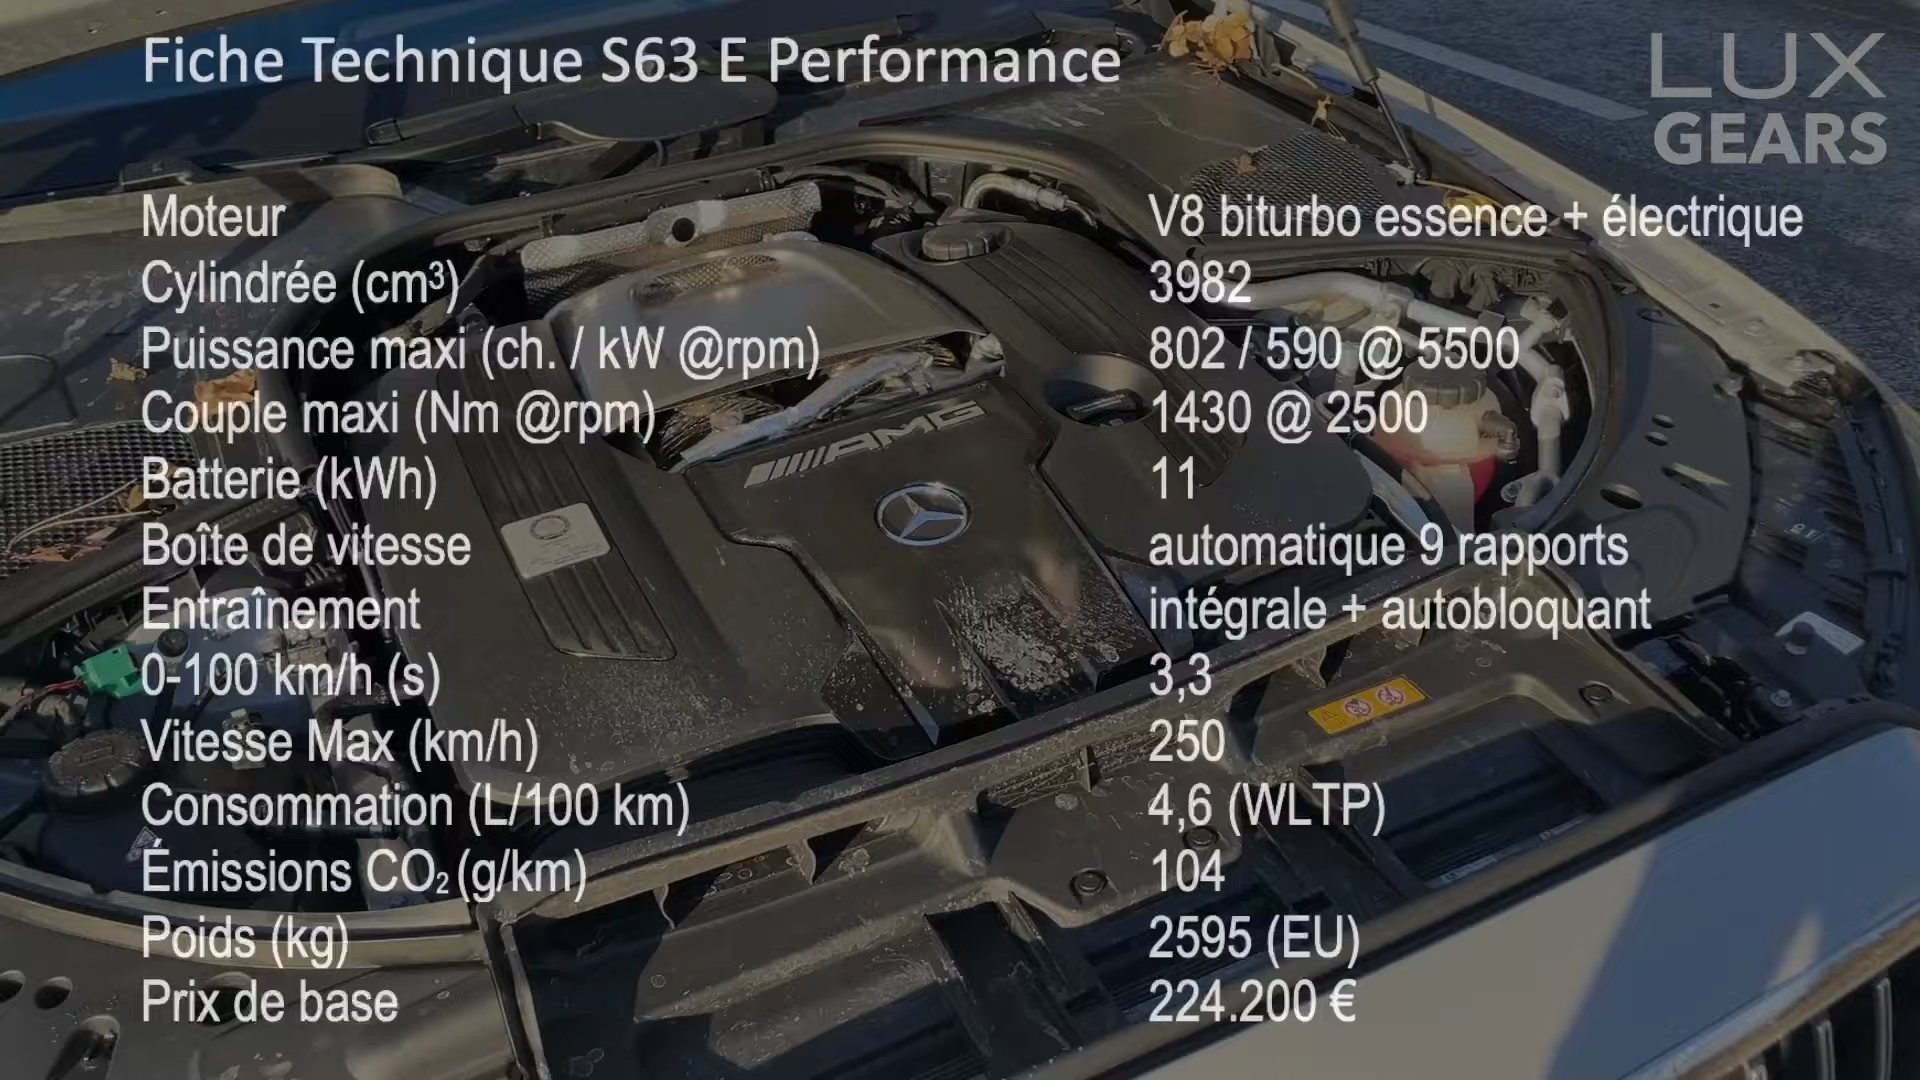 Fiche Technique S63 E Performance
LUX
GEARS
Moteur V8 biturbo essence + électrique
Cylindrée (cm³) 3982
Puissance maxi (ch. / kW @rpm) 802 / 590 @ 5500
Couple maxi (Nm @rpm) 1430 @ 2500
Batterie (kWh) 11
Boîte de vitesse automatique 9 rapports
Entraînement intégrale + autobloquant
0-100 km/h (s) 3,3
Vitesse Max (km/h) 250
Consommation (L/100 km) 4,6 (WLTP)
Émissions CO₂ (g/km) 104
Poids (kg) 2595 (EU)
Prix de base 224.200 €
AMG